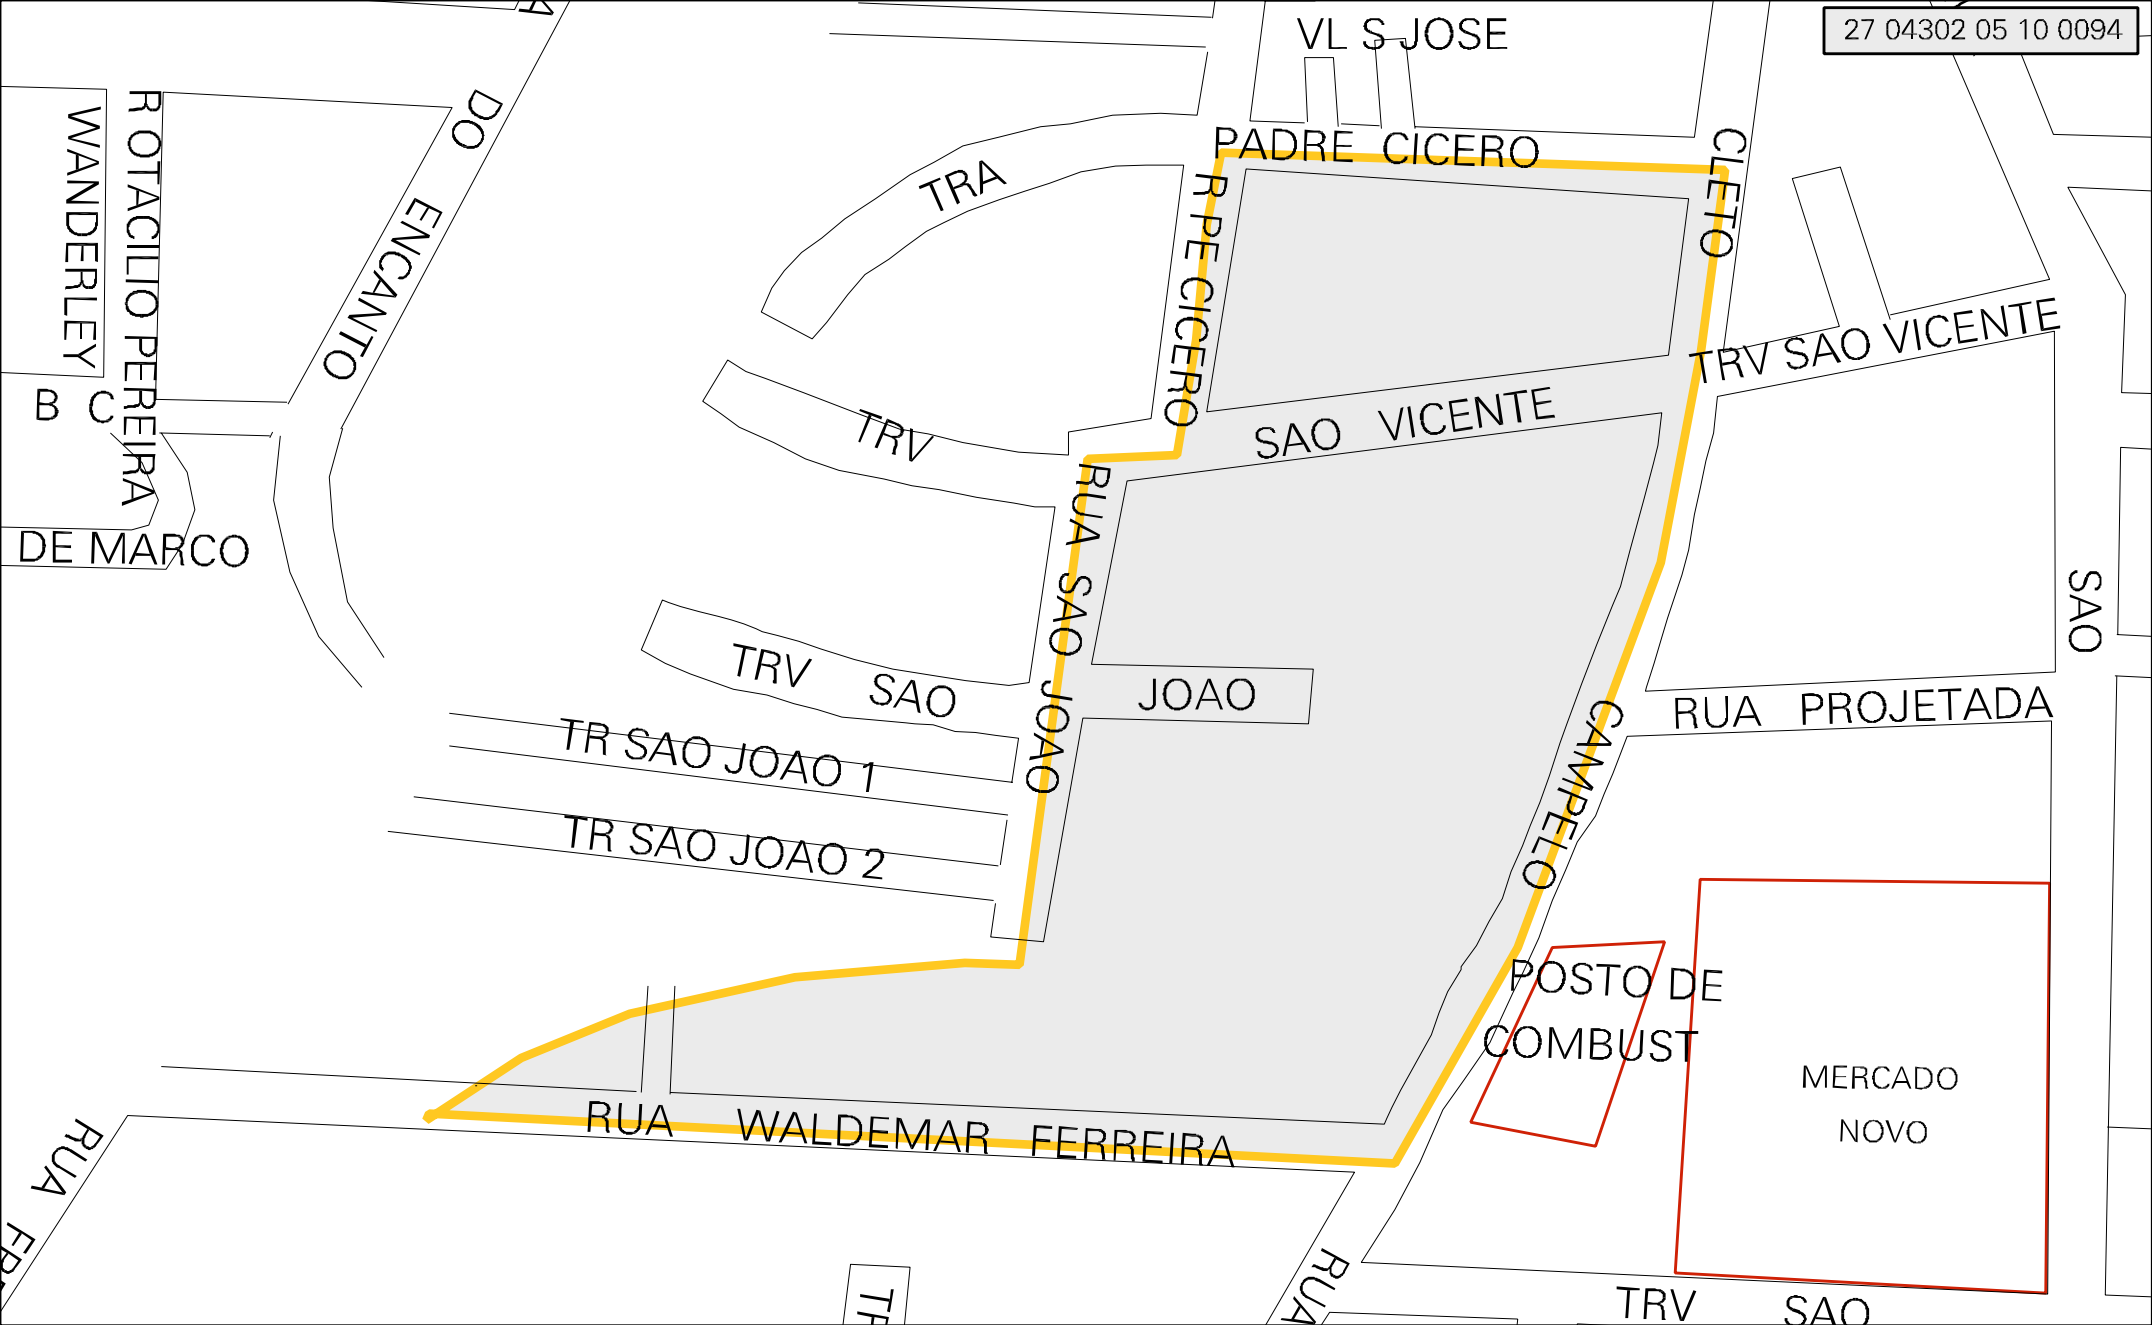 27 04302 05 10 0094
VL S JOSE
PADRE CICERO
CLETO
CAMPELO
R OTACILIO PEREIRA
WANDERLEY
DO ENCANTO
TRA
R PE CICERO
TRV SAO VICENTE
SAO VICENTE
B C
TRV
DE MARCO
RUA SAO JOAO
SAO
TRV SAO JOAO
RUA PROJETADA
TR SAO JOAO 1
TR SAO JOAO 2
POSTO DE
COMBUST
MERCADO
NOVO
RUA WALDEMAR FERREIRA
RUA
RUA
TRV SAO